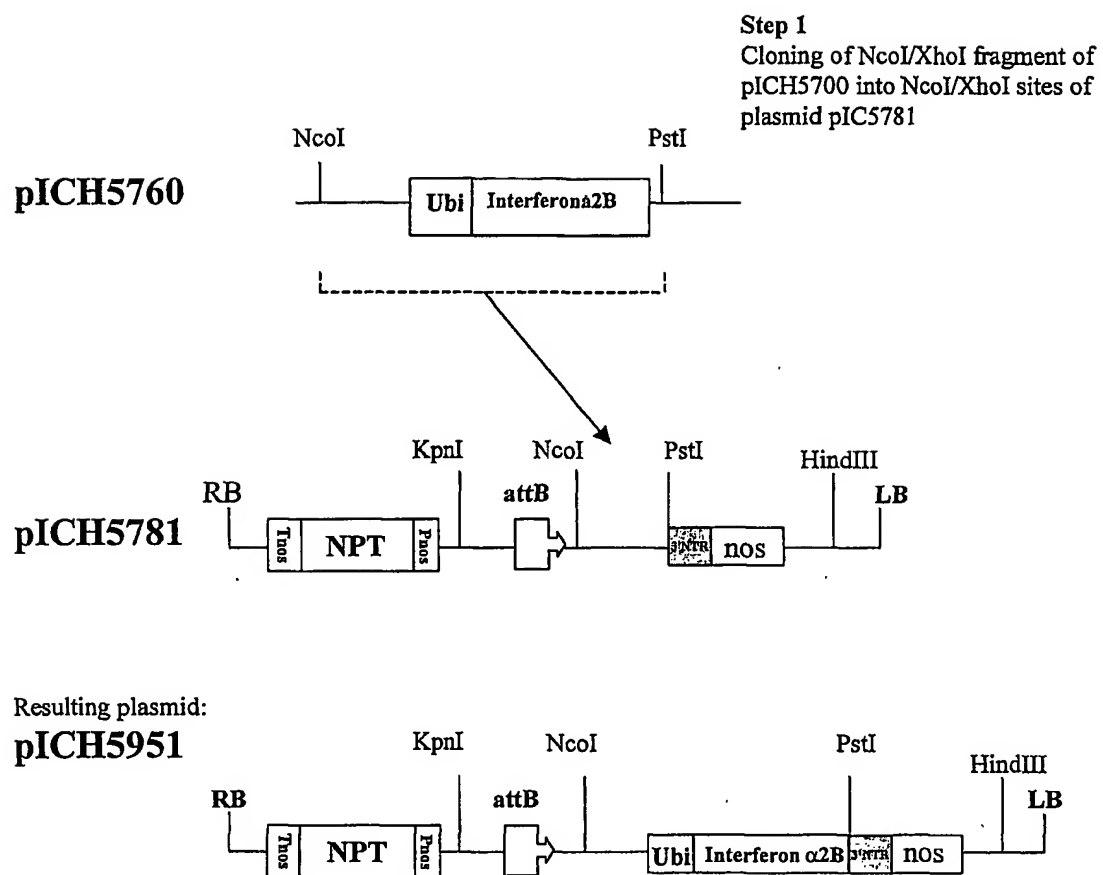 Step 1
Cloning of NcoI/XhoI fragment of
pICH5700 into NcoI/XhoI sites of
plasmid pIC5781
NcoI PstI
pICH5760
Ubi Interferonà2B
KpnI NcoI PstI HindIII
RB attB LB
pICH5781
Tnos NPT Pnos 3'NTR nos
Resulting plasmid:
pICH5951
KpnI NcoI PstI HindIII
RB attB LB
Tnos NPT Pnos Ubi Interferon α2B 3'NTR nos